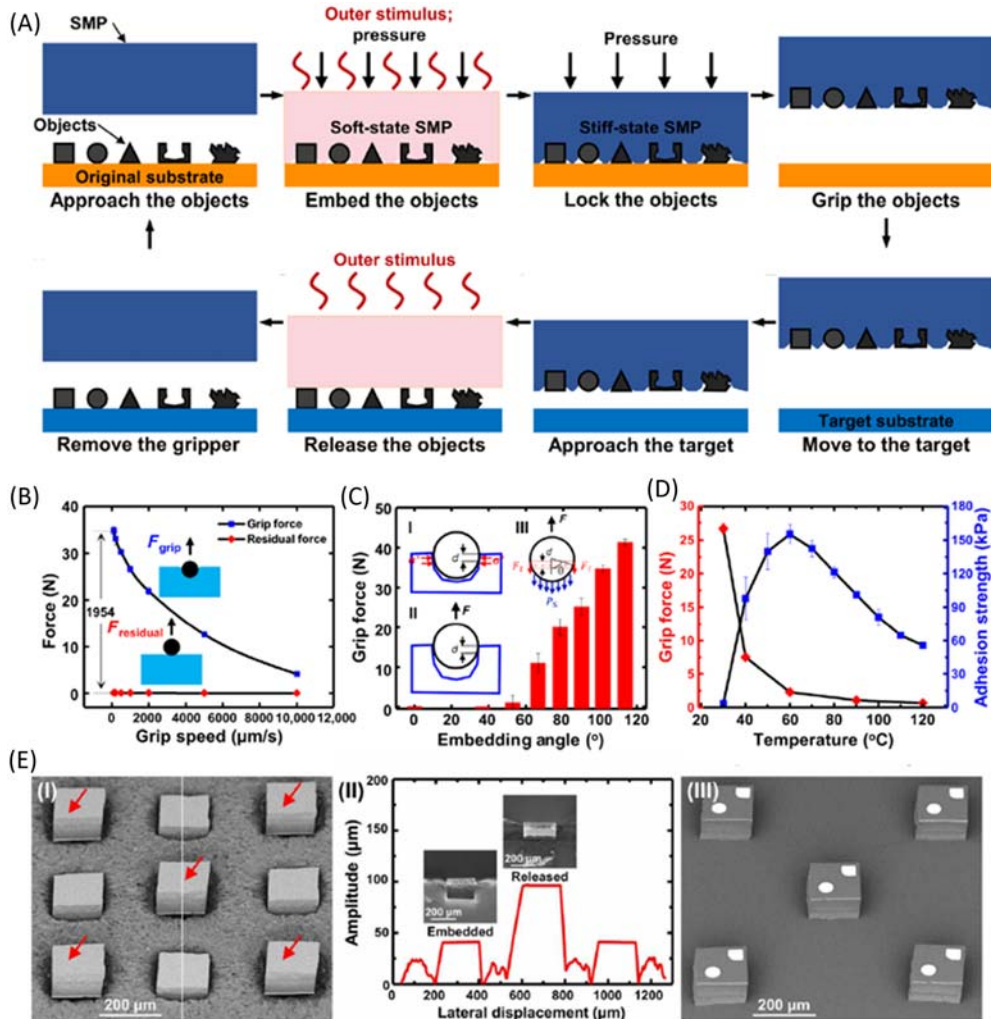 (A)
SMP
Objects
Original substrate
Approach the objects
Outer stimulus;
pressure
Soft-state SMP
Embed the objects
Pressure
Stiff-state SMP
Lock the objects
Grip the objects
Outer stimulus
Remove the gripper
Release the objects
Approach the target
Target substrate
Move to the target
(B)
Force (N)
40
30
20
10
0
1954
Grip force
Residual force
F grip
F residual
0 2000 4000 6000 8000 10,000 12,000
Grip speed (µm/s)
(C)
Grip force (N)
50
40
30
20
10
0
I
II
III
F
d
F
d
0 20 40 60 80 100 120
Embedding angle (°)
(D)
Grip force (N)
30
25
20
15
10
5
0
Adhesion strength (kPa)
180
150
120
90
60
30
0
20 40 60 80 100 120
Temperature (°C)
(E)
(I)
200 µm
(II)
Amplitude (µm)
200
150
100
50
0
200 µm
Released
200 µm
Embedded
0 200 400 600 800 1000 1200
Lateral displacement (µm)
(III)
200 µm